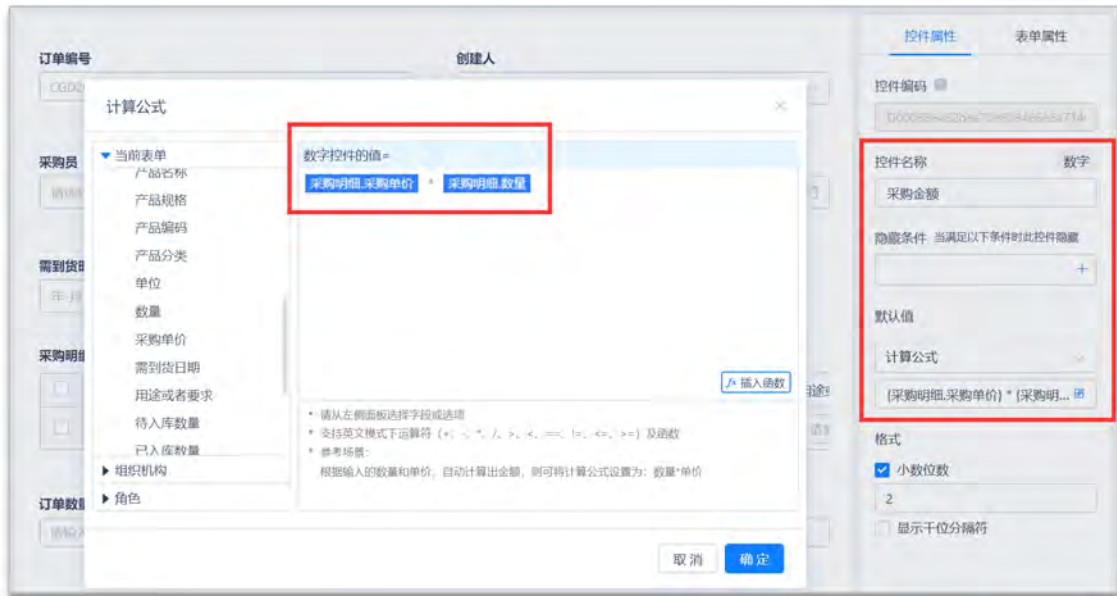 控件属性 表单属性
订单编号 创建人
控件编码
计算公式
采购员
当前表单
产品名称
产品规格
产品编码
产品分类
单位
数量
采购单价
需到货日期
用途或者要求
待入库数量
已入库数量
组织机构
角色
数字控件的值=
采购明细.采购单价 * 采购明细.数量
fx 插入函数
* 请从左侧面板选择字段或选项
* 支持英文模式下运算符 (+、-、*、/、>、<、==、!=、<=、>=) 及函数
* 参考场景:
根据输入的数量和单价,自动计算出金额,则可将计算公式设置为:数量*单价
取消 确定
需到货
采购明细
订单数量
控件名称 数字
采购金额
隐藏条件 当满足以下条件时此控件隐藏
默认值
计算公式
{采购明细.采购单价} * {采购明...
格式
小数位数
2
显示千位分隔符